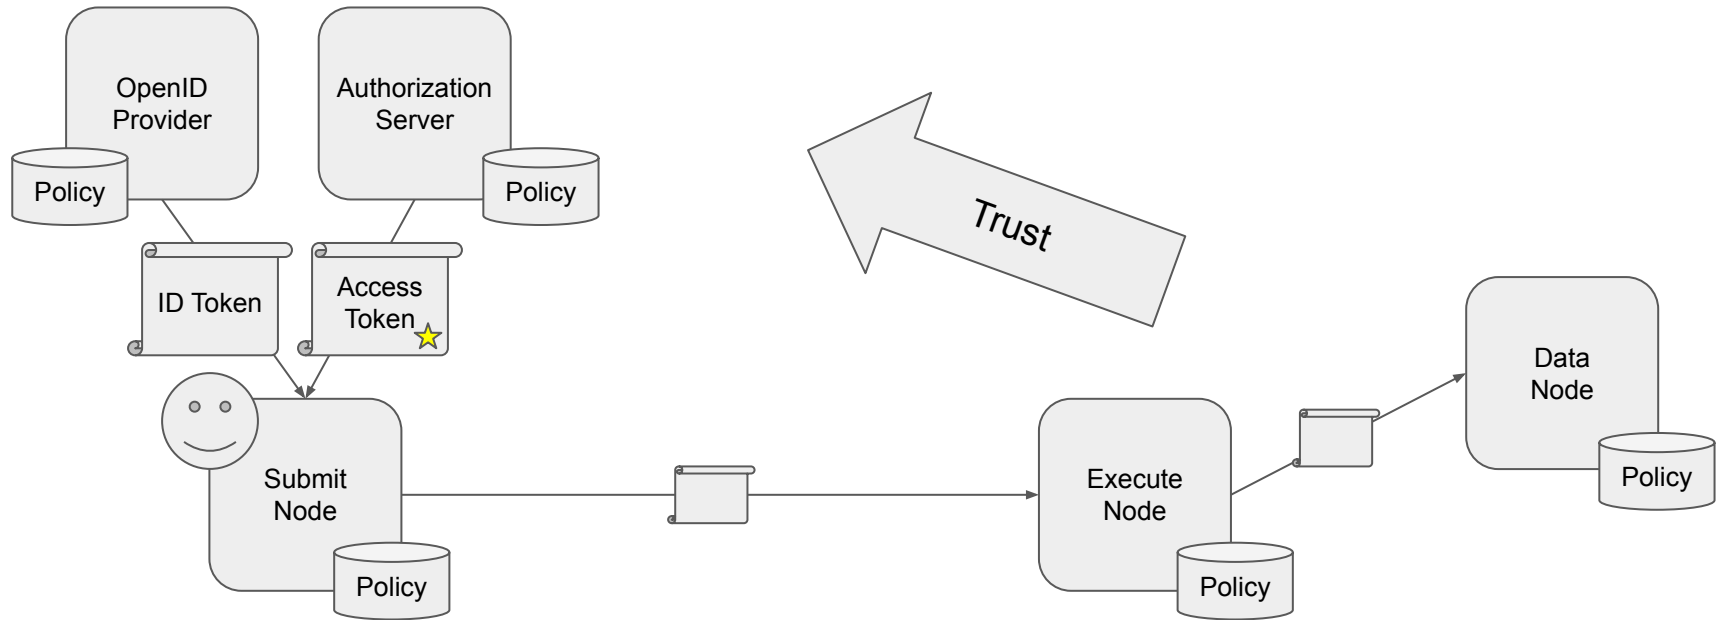 OpenID
Provider
Policy
Authorization
Server
Policy
ID Token
Access
Token
Trust
Submit
Node
Policy
Execute
Node
Policy
Data
Node
Policy